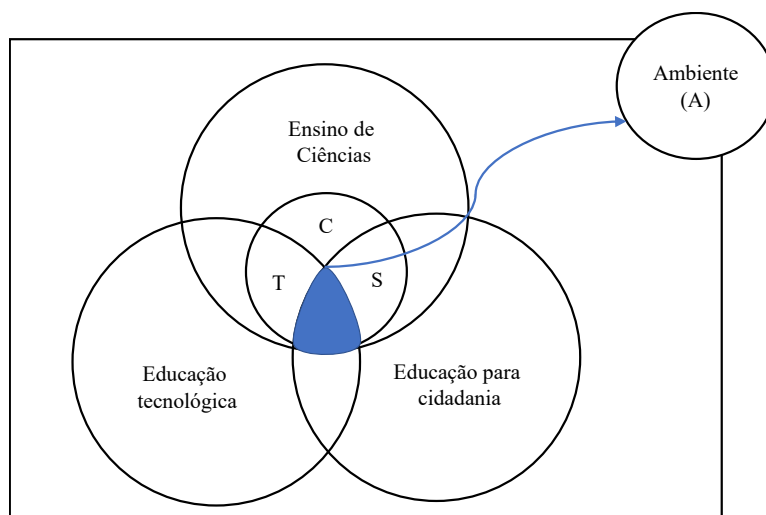 Ambiente
(A)
Ensino de
Ciências
C
T
S
Educação
tecnológica
Educação para
cidadania